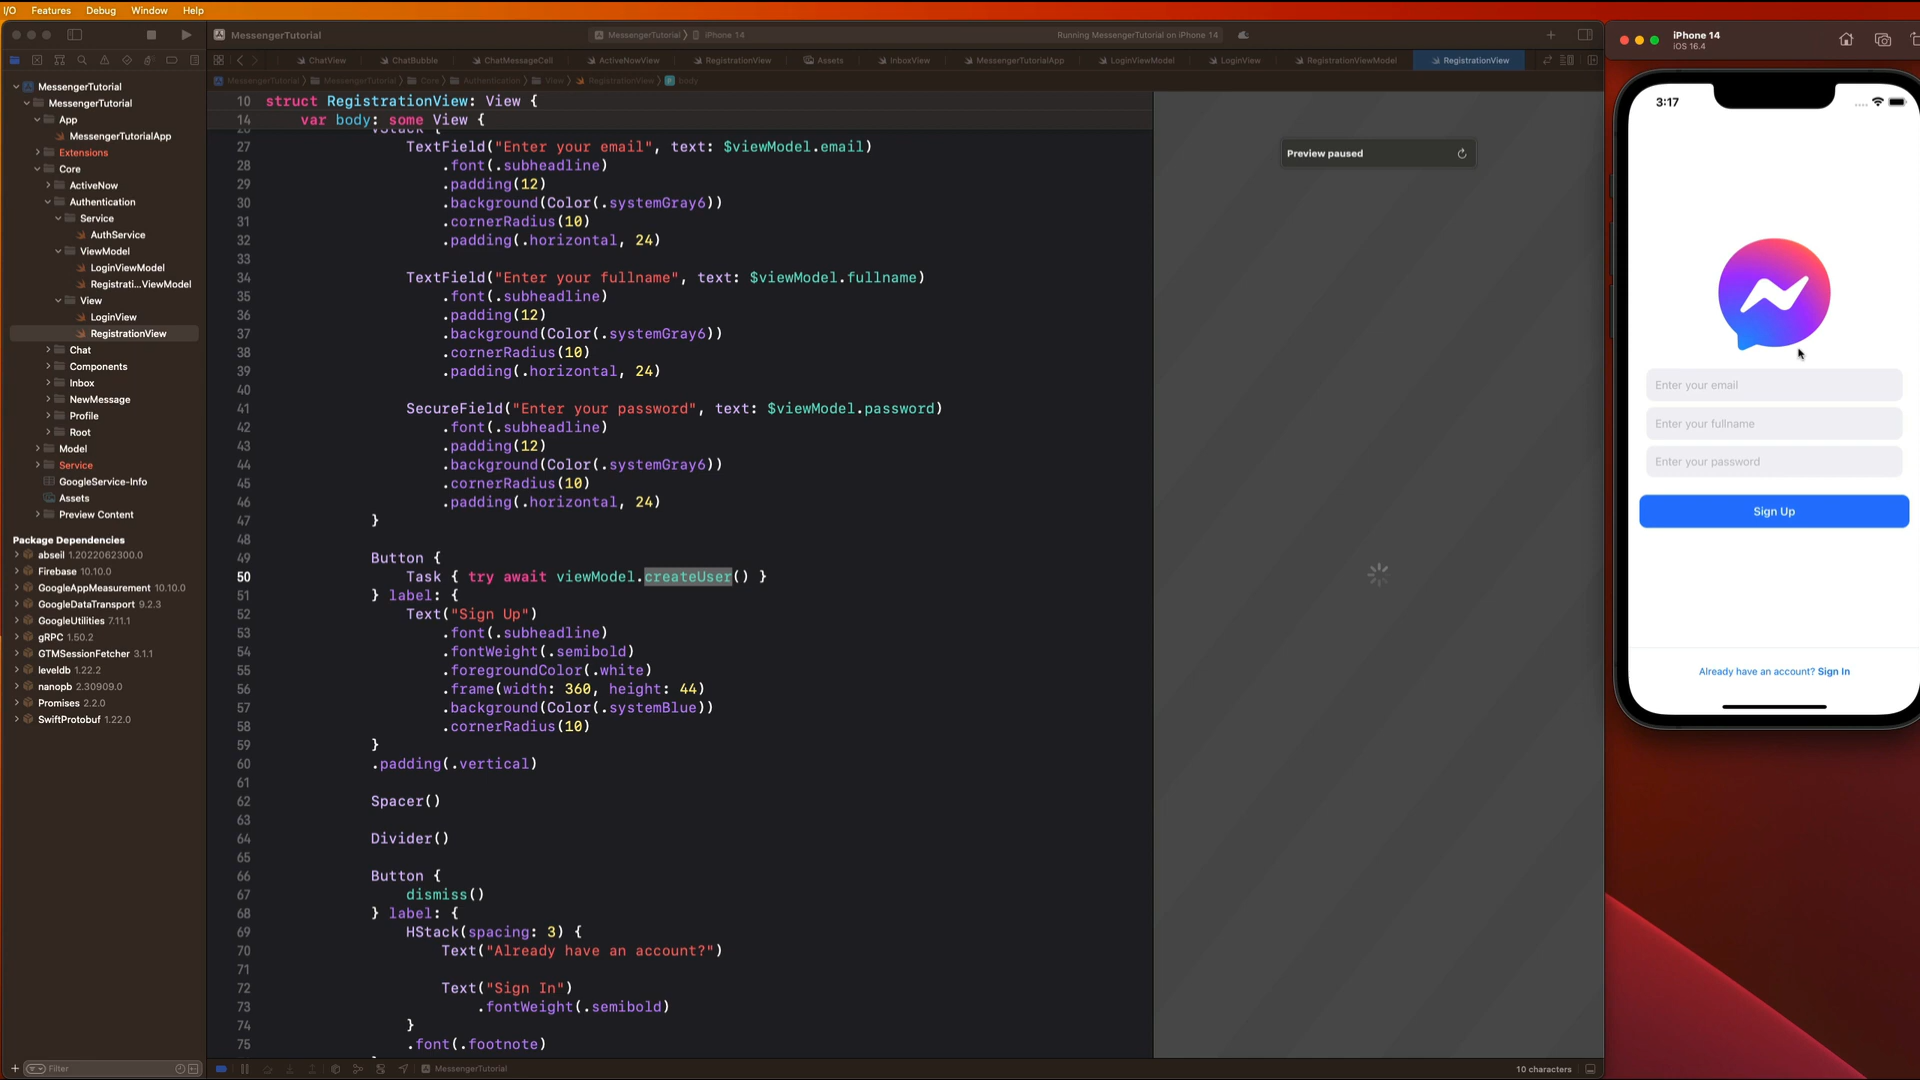 I/O Features Debug Window Help
MessengerTutorial
MessengerTutorial iPhone 14
Running MessengerTutorial on iPhone 14
ChatView ChatBubble ChatMessageCell ActiveNowView RegistrationView Assets InboxView MessengerTutorialApp LoginViewModel LoginView RegistrationViewModel RegistrationView
MessengerTutorial MessengerTutorial Core Authentication View RegistrationView body
MessengerTutorial
MessengerTutorial
App
MessengerTutorialApp
Extensions
Core
ActiveNow
Authentication
Service
AuthService
ViewModel
LoginViewModel
Registrati...ViewModel
View
LoginView
RegistrationView
Chat
Components
Inbox
NewMessage
Profile
Root
Model
Service
GoogleService-Info
Assets
Preview Content
Package Dependencies
abseil 1.2022062300.0
Firebase 10.10.0
GoogleAppMeasurement 10.10.0
GoogleDataTransport 9.2.3
GoogleUtilities 7.11.1
gRPC 1.50.2
GTMSessionFetcher 3.1.1
leveldb 1.22.2
nanopb 2.30909.0
Promises 2.2.0
SwiftProtobuf 1.22.0
Filter
10 struct RegistrationView: View {
14 var body: some View {
26 VStack {
27 TextField("Enter your email", text: $viewModel.email)
28 .font(.subheadline)
29 .padding(12)
30 .background(Color(.systemGray6))
31 .cornerRadius(10)
32 .padding(.horizontal, 24)
33
34 TextField("Enter your fullname", text: $viewModel.fullname)
35 .font(.subheadline)
36 .padding(12)
37 .background(Color(.systemGray6))
38 .cornerRadius(10)
39 .padding(.horizontal, 24)
40
41 SecureField("Enter your password", text: $viewModel.password)
42 .font(.subheadline)
43 .padding(12)
44 .background(Color(.systemGray6))
45 .cornerRadius(10)
46 .padding(.horizontal, 24)
47 }
48
49 Button {
50 Task { try await viewModel.createUser() }
51 } label: {
52 Text("Sign Up")
53 .font(.subheadline)
54 .fontWeight(.semibold)
55 .foregroundColor(.white)
56 .frame(width: 360, height: 44)
57 .background(Color(.systemBlue))
58 .cornerRadius(10)
59 }
60 .padding(.vertical)
61
62 Spacer()
63
64 Divider()
65
66 Button {
67 dismiss()
68 } label: {
69 HStack(spacing: 3) {
70 Text("Already have an account?")
71
72 Text("Sign In")
73 .fontWeight(.semibold)
74 }
75 .font(.footnote)
MessengerTutorial
10 characters
Preview paused
iPhone 14
iOS 16.4
3:17
Enter your email
Enter your fullname
Enter your password
Sign Up
Already have an account? Sign In